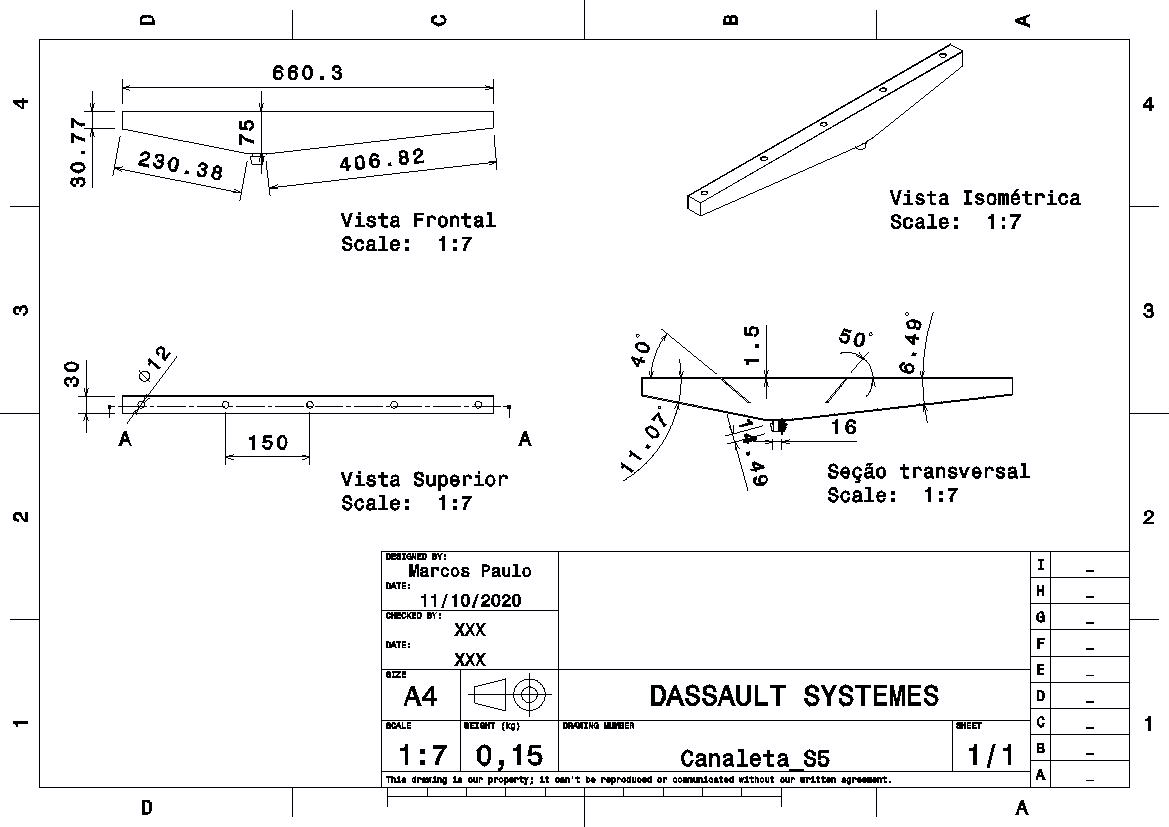 D C B A
4 4
660.3
30.77
75
230.38
406.82
Vista Frontal
Scale: 1:7
Vista Isométrica
Scale: 1:7
3 3
30
Ø12
A A
150
Vista Superior
Scale: 1:7
40°
1.5
50°
6.49°
11.07°
14.49
16
Seção transversal
Scale: 1:7
2 2
DESIGNED BY:
Marcos Paulo
DATE:
11/10/2020
CHECKED BY:
XXX
DATE:
XXX
SIZE
A4
DASSAULT SYSTEMES
SCALE
1:7
WEIGHT (kg)
0,15
DRAWING NUMBER
Canaleta_S5
SHEET
1/1
This drawing is our property; it can't be reproduced or communicated without our written agreement.
I _
H _
G _
F _
E _
D _
C _
B _
A _
1 1
D A